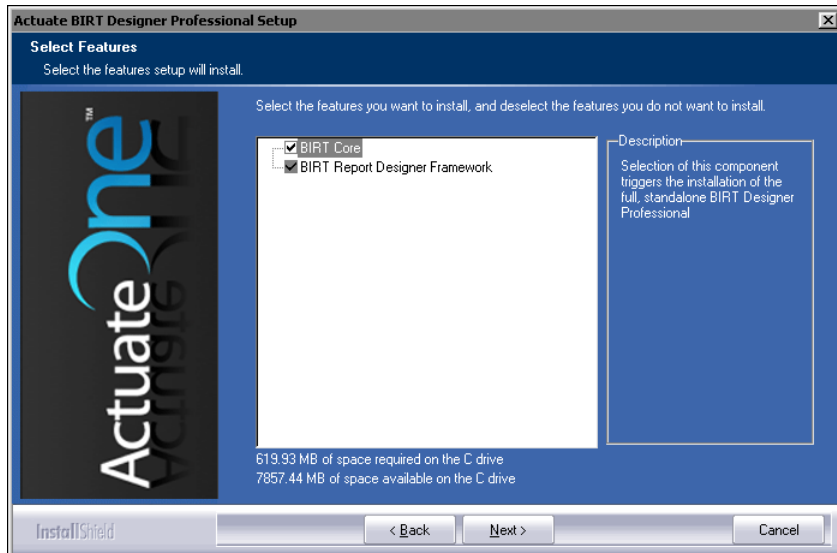 Actuate BIRT Designer Professional Setup
Select Features
Select the features setup will install.
ActuateOne™
Select the features you want to install, and deselect the features you do not want to install.
BIRT Core
BIRT Report Designer Framework
Description
Selection of this component
triggers the installation of the
full, standalone BIRT Designer
Professional
619.93 MB of space required on the C drive
7857.44 MB of space available on the C drive
InstallShield
< Back
Next >
Cancel